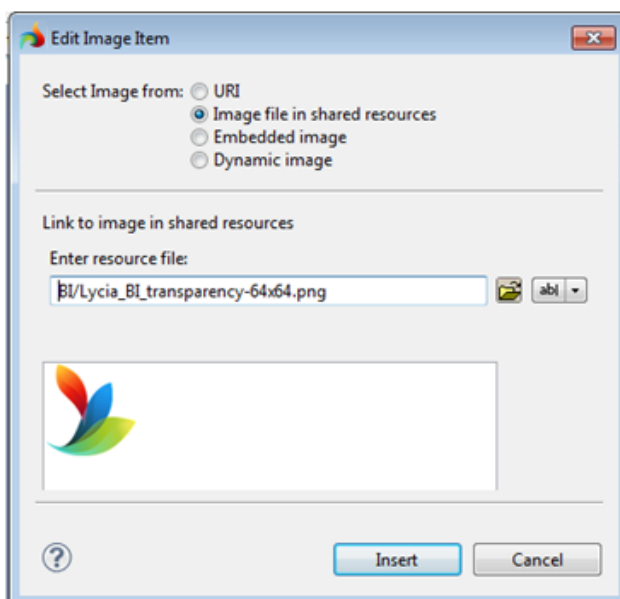 Edit Image Item
Select Image from: URI
Image file in shared resources
Embedded image
Dynamic image
Link to image in shared resources
Enter resource file:
BI/Lycia_BI_transparency-64x64.png
ab|
?
Insert Cancel